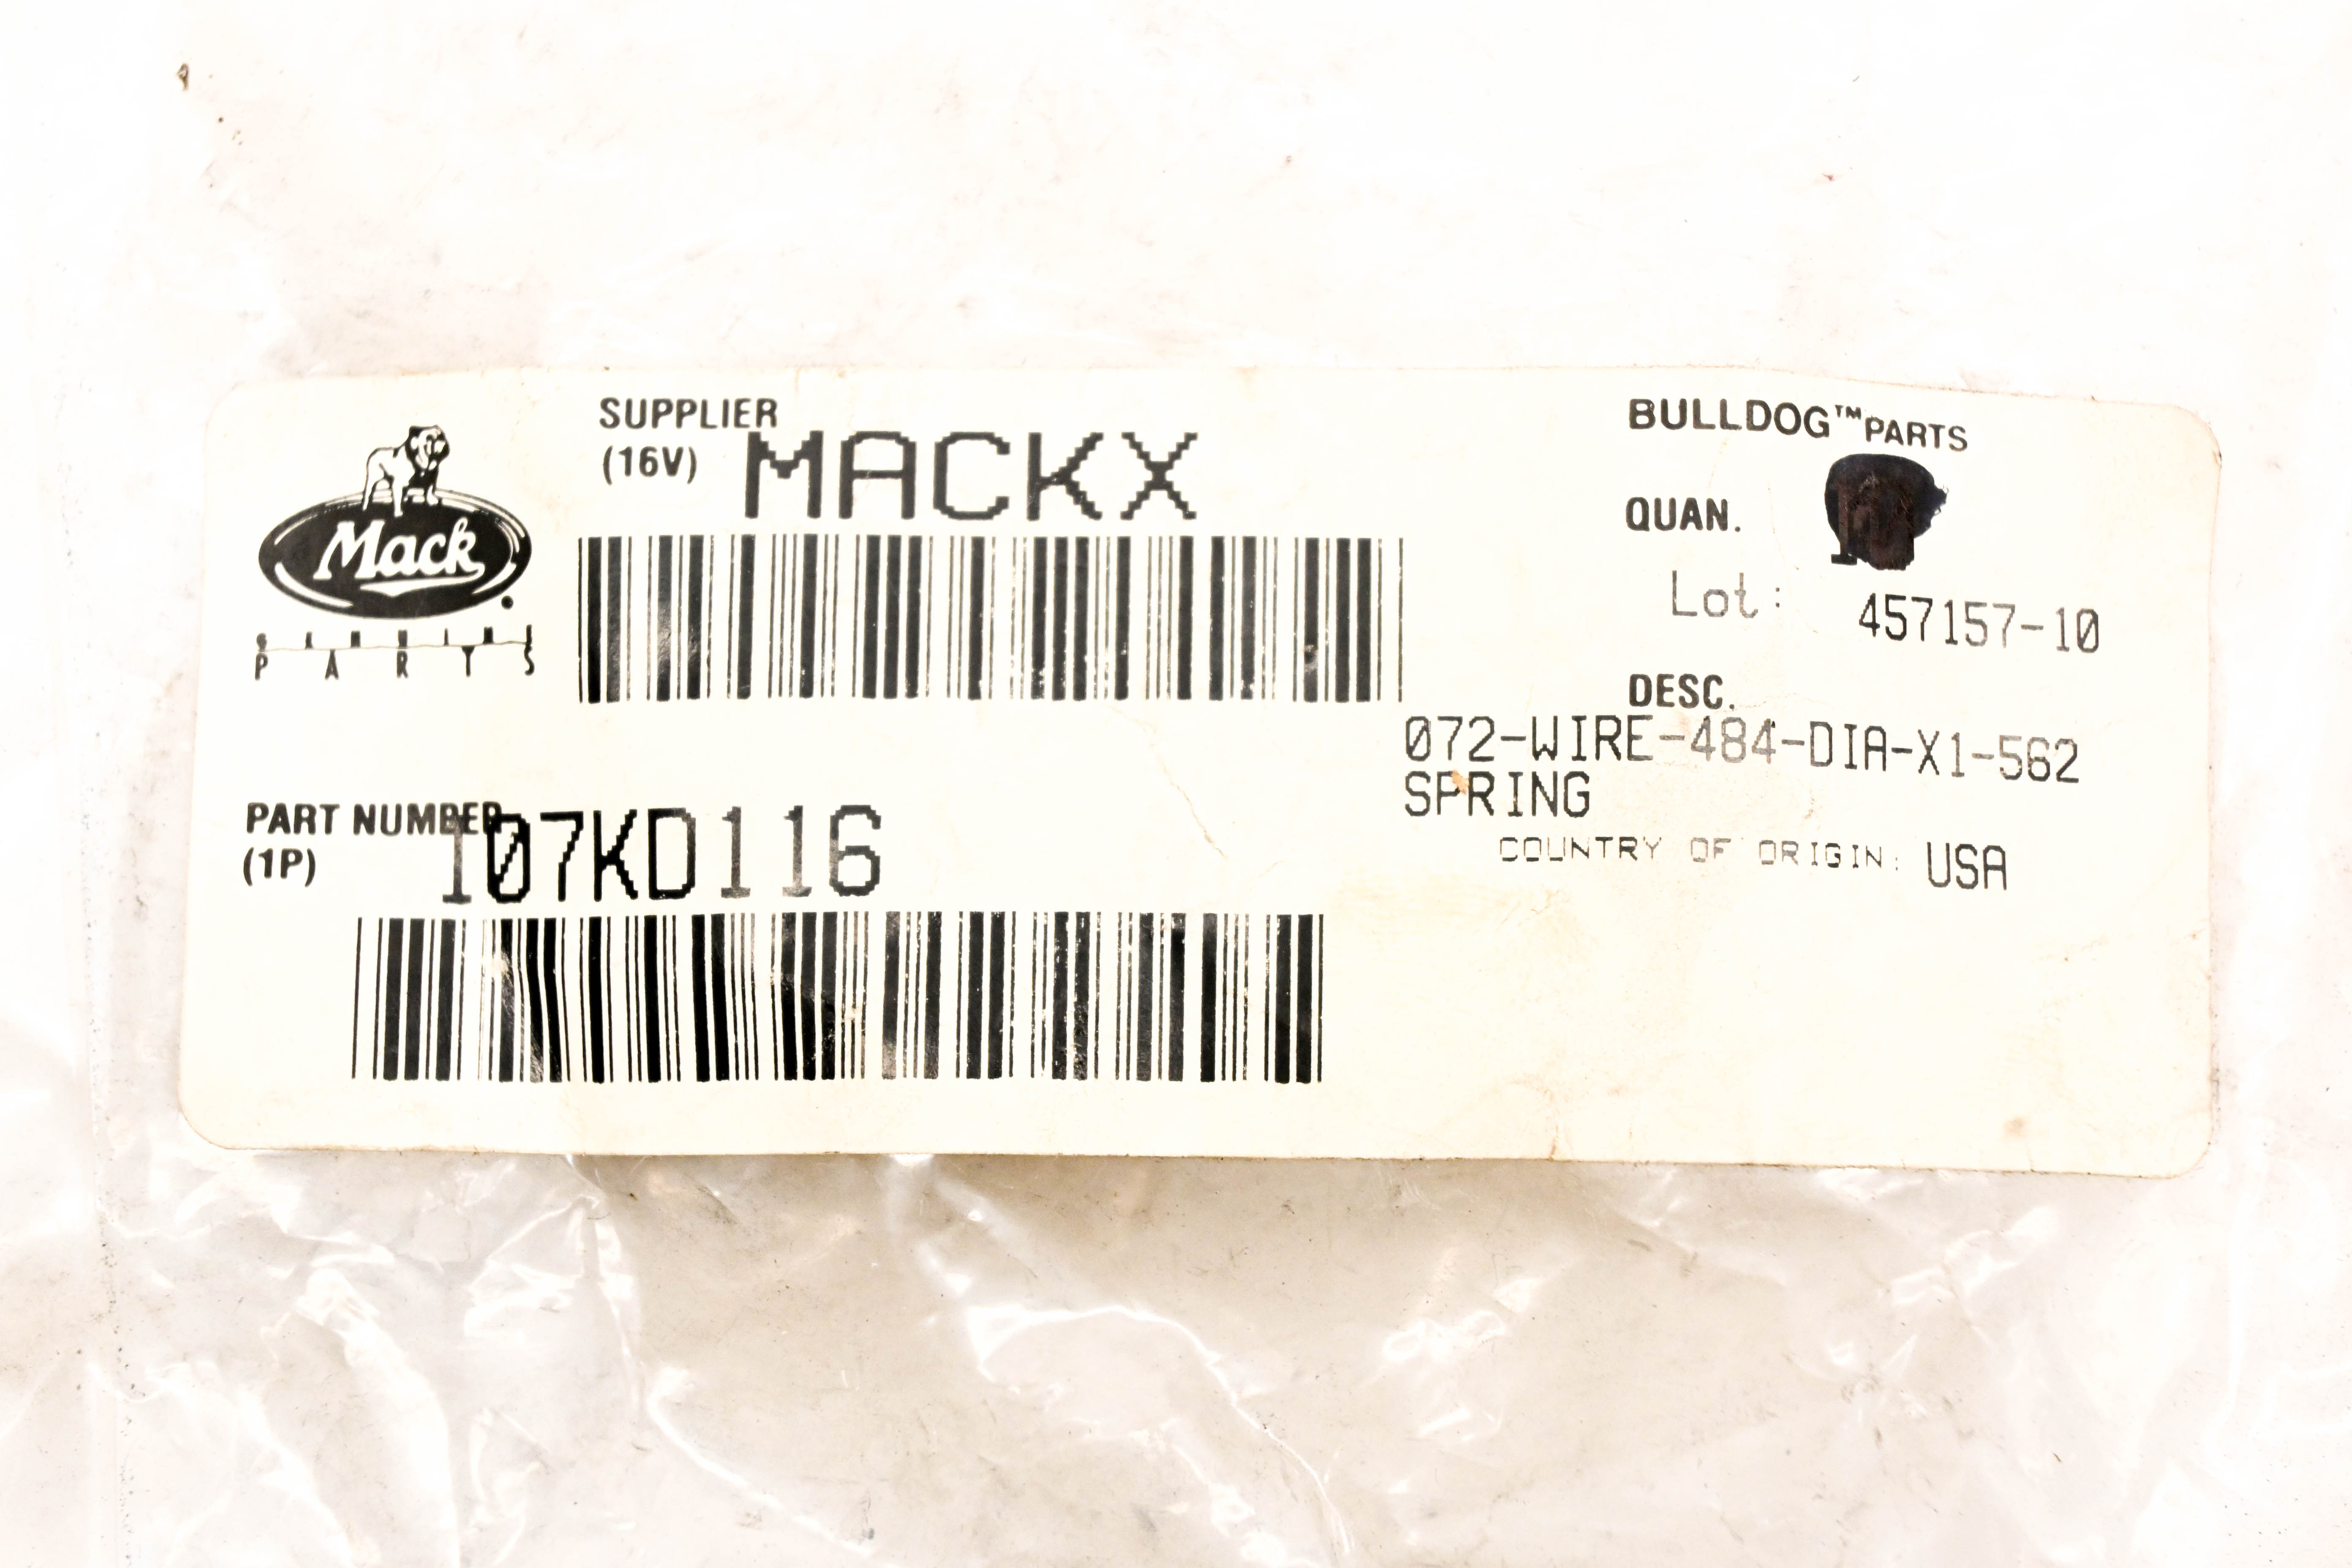 SUPPLIER
(16V) MACKX
Mack
PARTS
PART NUMBER
(1P) 107KD116
BULLDOG™ PARTS
QUAN.
Lot: 457157-10
DESC.
072-WIRE-484-DIA-X1-562
SPRING
COUNTRY OF ORIGIN: USA